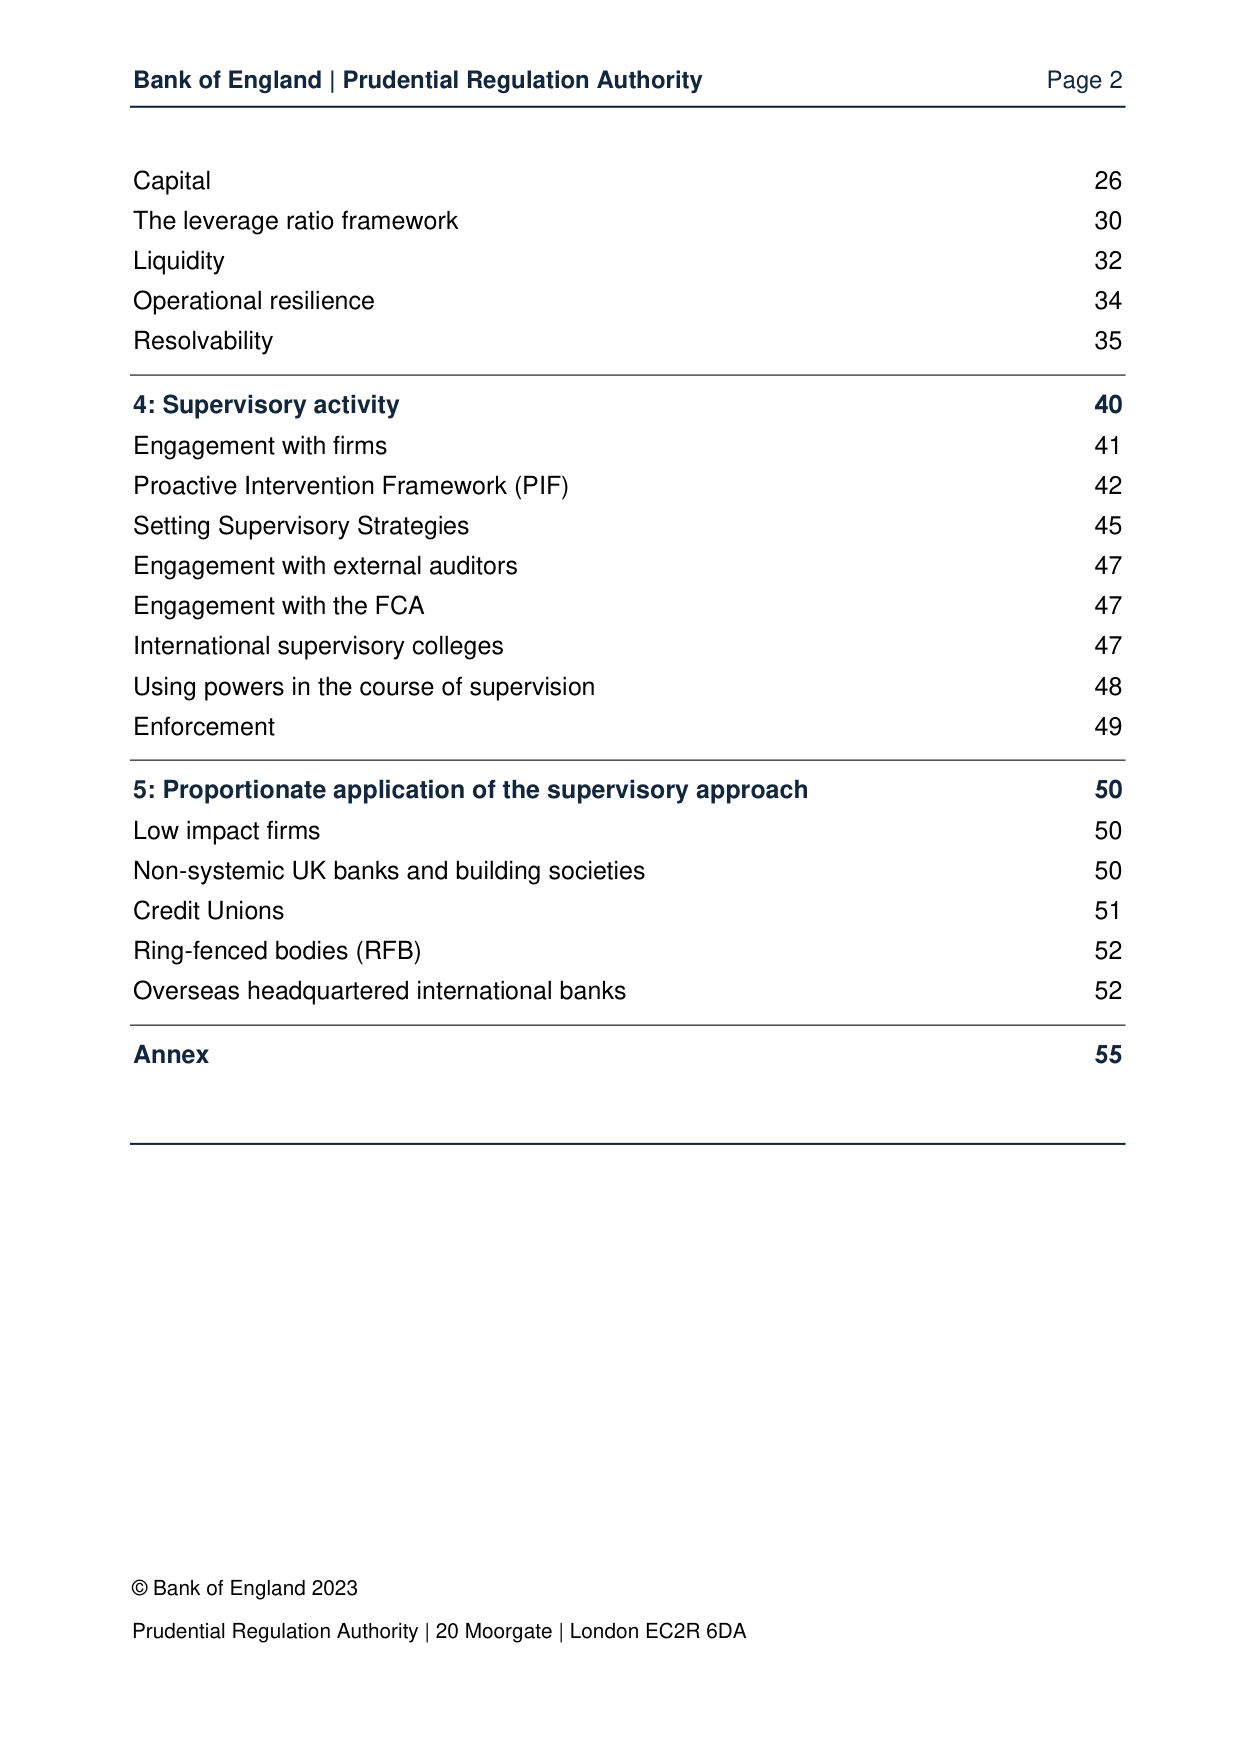 Bank of England | Prudential Regulation Authority Page 2
Capital 26
The leverage ratio framework 30
Liquidity 32
Operational resilience 34
Resolvability 35
4: Supervisory activity 40
Engagement with firms 41
Proactive Intervention Framework (PIF) 42
Setting Supervisory Strategies 45
Engagement with external auditors 47
Engagement with the FCA 47
International supervisory colleges 47
Using powers in the course of supervision 48
Enforcement 49
5: Proportionate application of the supervisory approach 50
Low impact firms 50
Non-systemic UK banks and building societies 50
Credit Unions 51
Ring-fenced bodies (RFB) 52
Overseas headquartered international banks 52
Annex 55
© Bank of England 2023
Prudential Regulation Authority | 20 Moorgate | London EC2R 6DA